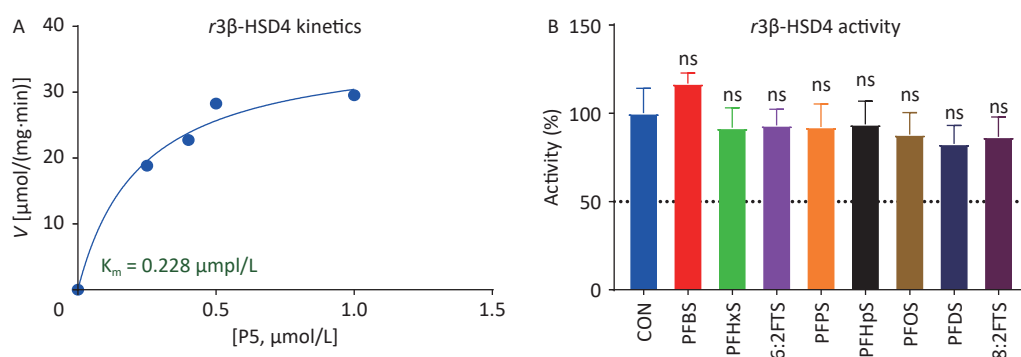 A
r3β-HSD4 kinetics
40
30
20
10
0
V [μmol/(mg·min)]
K_m = 0.228 μmpl/L
0
0.5
1.0
1.5
[P5, μmol/L]
B
r3β-HSD4 activity
150
100
50
0
Activity (%)
ns
ns
ns
ns
ns
ns
ns
ns
CON
PFBS
PFHxS
6:2FTS
PFPS
PFHpS
PFOS
PFDS
8:2FTS